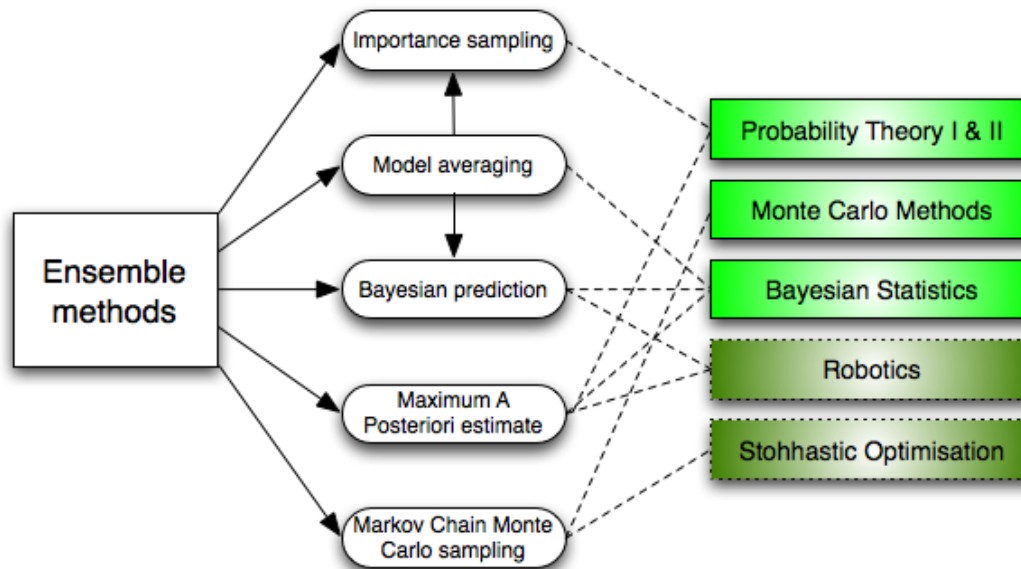 Ensemble
methods
Importance sampling
Model averaging
Bayesian prediction
Maximum A
Posteriori estimate
Markov Chain Monte
Carlo sampling
Probability Theory I & II
Monte Carlo Methods
Bayesian Statistics
Robotics
Stohhastic Optimisation